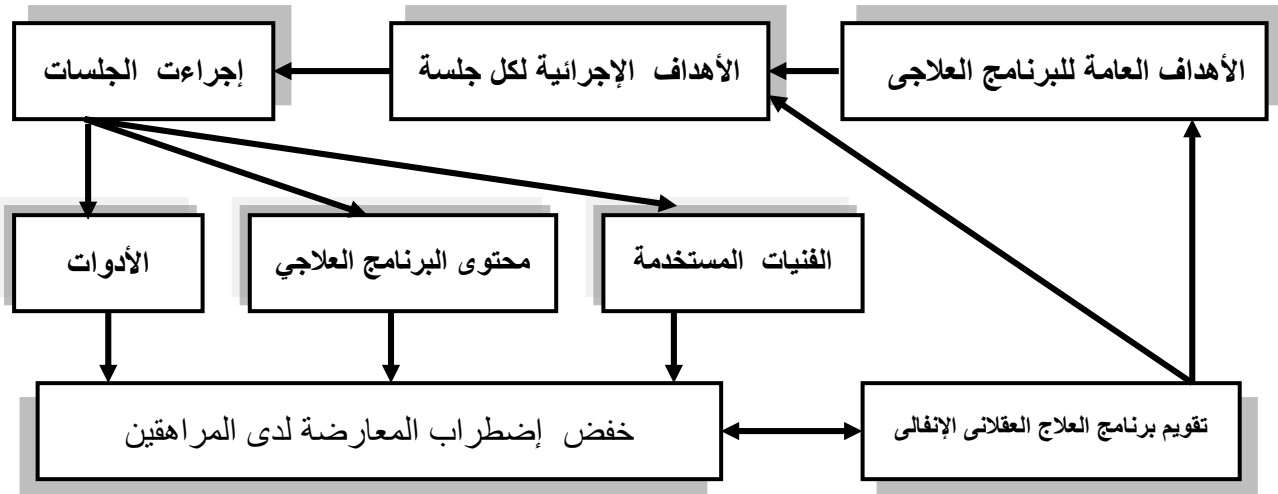 الأهداف العامة للبرنامج العلاجى
الأهداف الإجرائية لكل جلسة
إجراءت الجلسات
الفنيات المستخدمة
محتوى البرنامج العلاجي
الأدوات
تقويم برنامج العلاج العقلانى الإنفالى
خفض إضطراب المعارضة لدى المراهقين